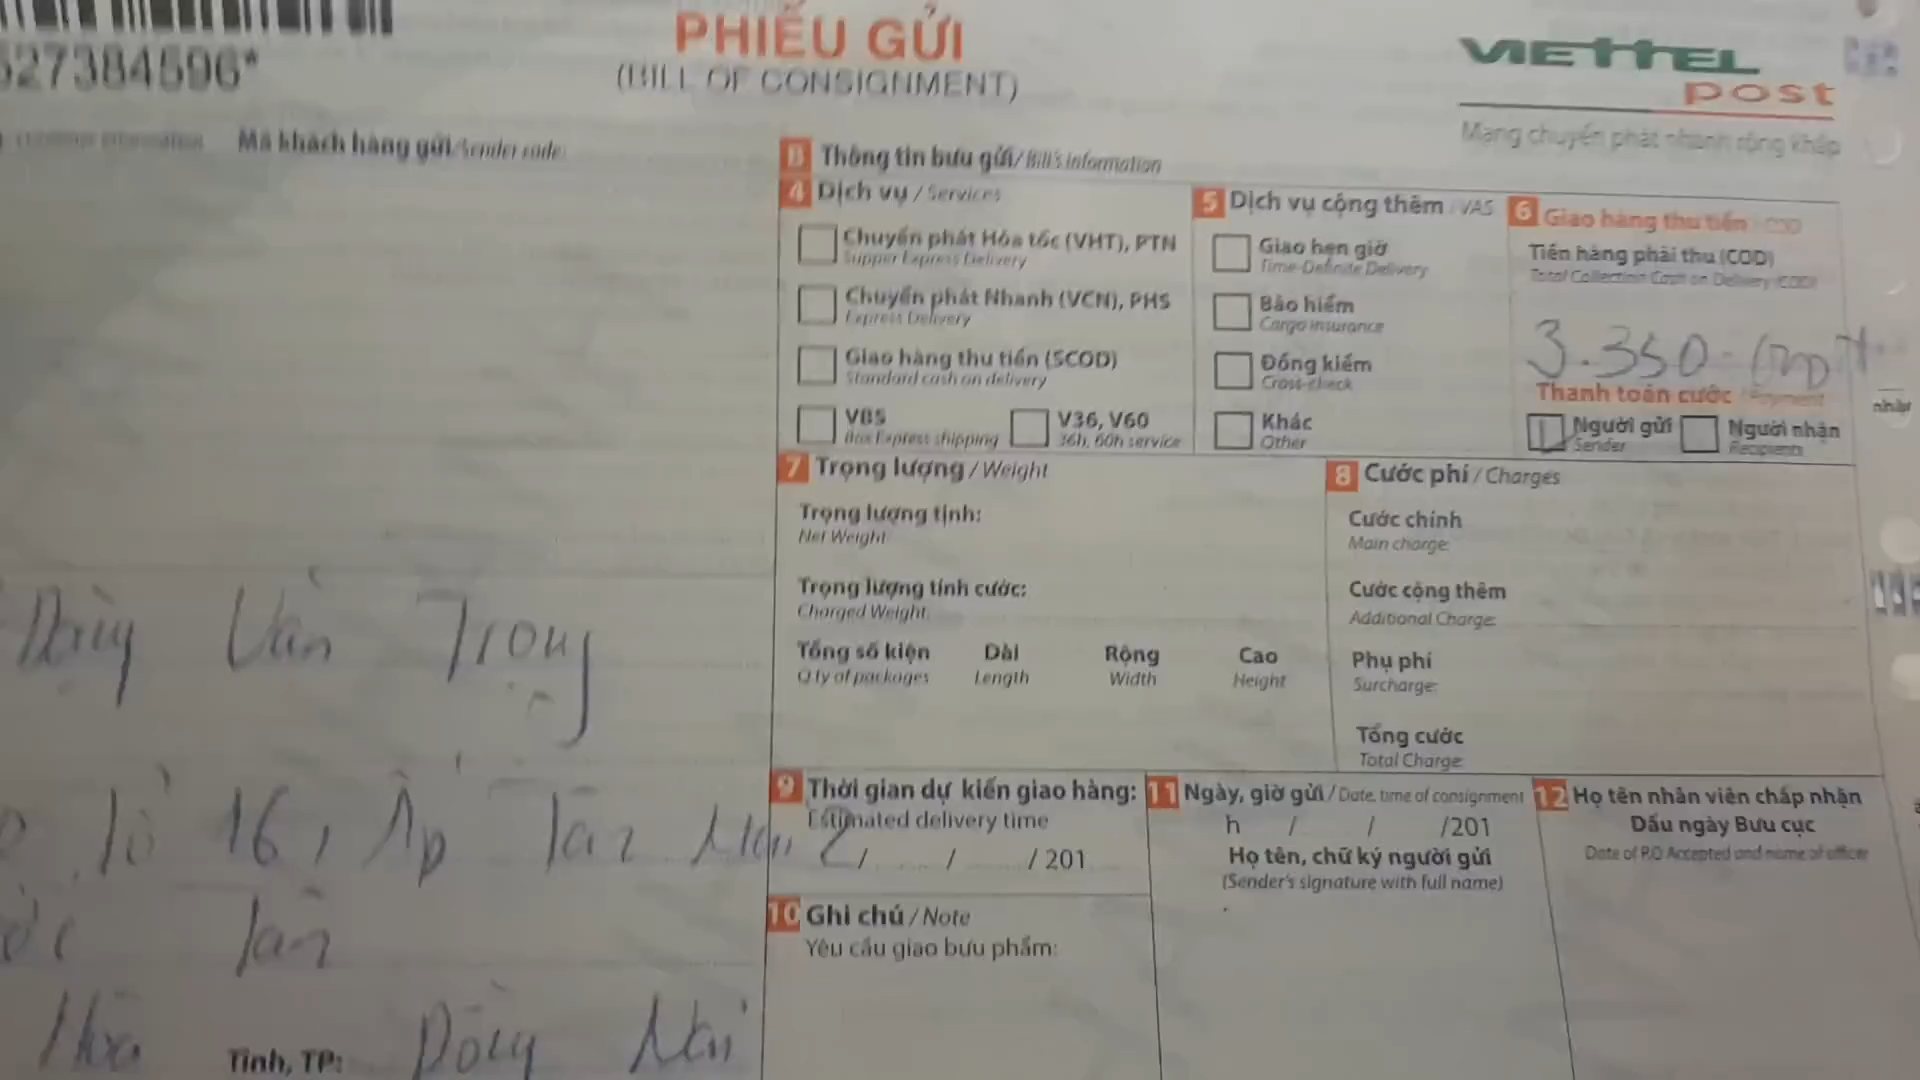 PHIẾU GỬI
(BILL OF CONSIGNMENT)
VIETTEL
post
Mạng chuyển phát nhanh rộng khắp
527384596*
Mã khách hàng gửi/Sender code:
B Thông tin bưu gửi/Bill's information
4 Dịch vụ / Services
Chuyển phát Hỏa tốc (VHT), PTN
Supper Express Delivery
Chuyển phát Nhanh (VCN), PHS
Express Delivery
Giao hàng thu tiền (SCOD)
Standard cash on delivery
VBS
Box Express shipping
V36, V60
36h, 60h service
5 Dịch vụ cộng thêm / VAS
Giao hẹn giờ
Time-Definite Delivery
Bảo hiểm
Cargo insurance
Đồng kiểm
Cross-check
Khác
Other
6 Giao hàng thu tiền / COD
Tiền hàng phải thu (COD)
Total Collection Cash on Delivery (COD)
3.350
Thanh toán cước / Payment
Người gửi
Sender
Người nhận
Recipients
7 Trọng lượng / Weight
Trọng lượng tịnh:
Net Weight:
Trọng lượng tính cước:
Charged Weight:
Tổng số kiện
Q.ty of packages
Dài
Length
Rộng
Width
Cao
Height
8 Cước phí / Charges
Cước chính
Main charge:
Cước cộng thêm
Additional Charge:
Phụ phí
Surcharge:
Tổng cước
Total Charge:
Văn Trọng
Tổ 16, Ấp Tân
Tân
Hòa Tỉnh, TP: Đồng Nai
9 Thời gian dự kiến giao hàng:
Estimated delivery time
/ / / 201
10 Ghi chú / Note
Yêu cầu giao bưu phẩm:
11 Ngày, giờ gửi / Date, time of consignment
h / / /201
Họ tên, chữ ký người gửi
(Sender's signature with full name)
12 Họ tên nhân viên chấp nhận
Dấu ngày Bưu cục
Date of P.O Accepted and name of officer
nhận